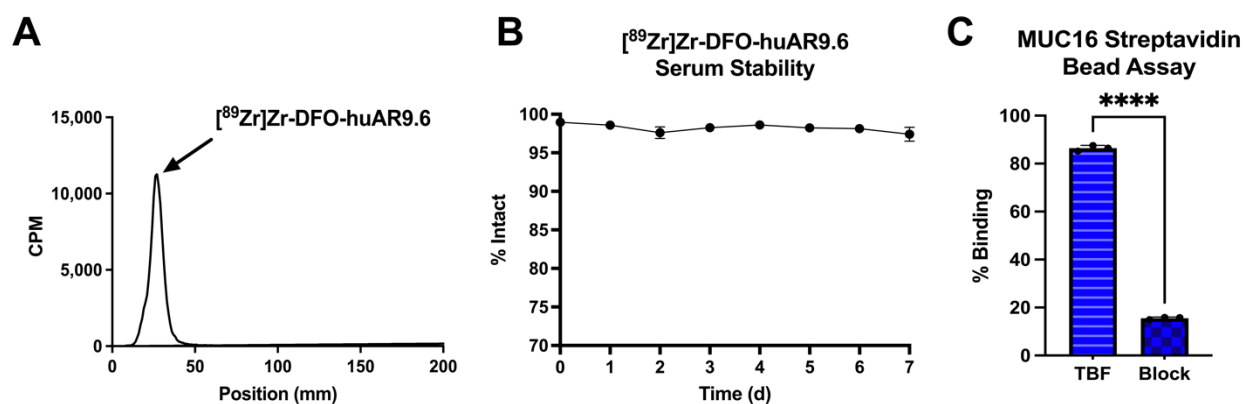 A
[⁸⁹Zr]Zr-DFO-huAR9.6
15,000
10,000
5,000
0
CPM
0
50
100
150
200
Position (mm)
B
[⁸⁹Zr]Zr-DFO-huAR9.6
Serum Stability
100
95
90
85
80
75
70
% Intact
0
1
2
3
4
5
6
7
Time (d)
C
MUC16 Streptavidin
Bead Assay
****
100
80
60
40
20
0
% Binding
TBF
Block